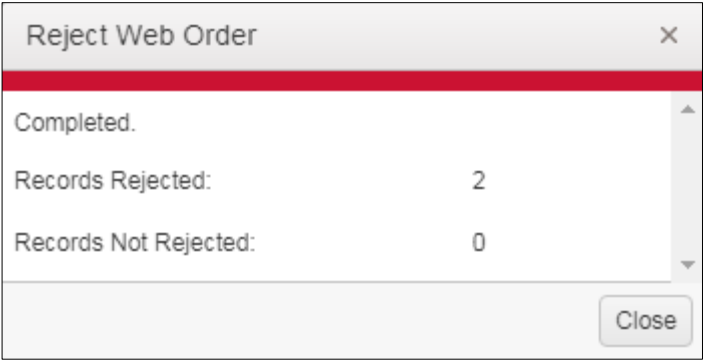 Reject Web Order
Completed.
Records Rejected: 2
Records Not Rejected: 0
Close